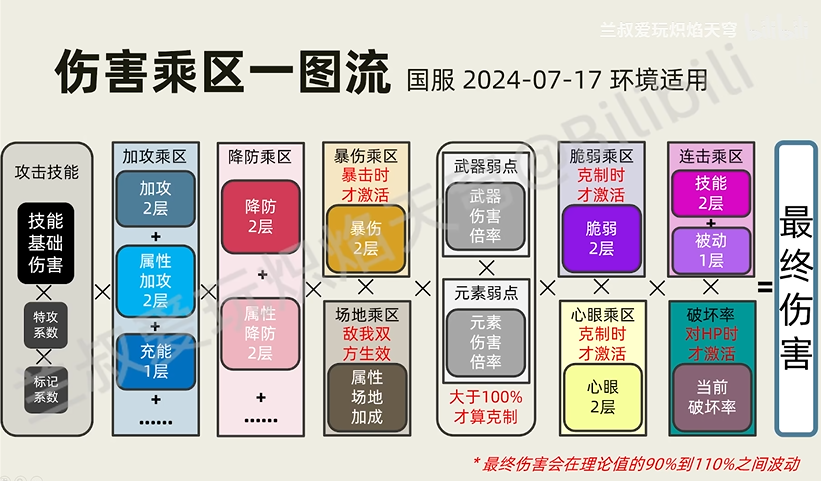 兰叔爱玩炽焰天穹
伤害乘区一图流 国服 2024-07-17 环境适用
攻击技能
技能
基础
伤害
×
特攻
系数
×
标记
系数
×
加攻乘区
加攻
2层
+
属性
加攻
2层
+
充能
1层
+
......
×
降防乘区
降防
2层
+
属性
降防
2层
+
......
×
暴伤乘区
暴击时
才激活
暴伤
2层
×
场地乘区
敌我双
方生效
属性
场地
加成
×
武器弱点
武器
伤害
倍率
×
元素弱点
元素
伤害
倍率
大于100%
才算克制
×
脆弱乘区
克制时
才激活
脆弱
2层
×
心眼乘区
克制时
才激活
心眼
2层
×
连击乘区
技能
2层
+
被动
1层
×
破坏率
对HP时
才激活
当前
破坏率
=
最终伤害
*最终伤害会在理论值的90%到110%之间波动
兰叔爱玩炽焰天穹@Bilibili